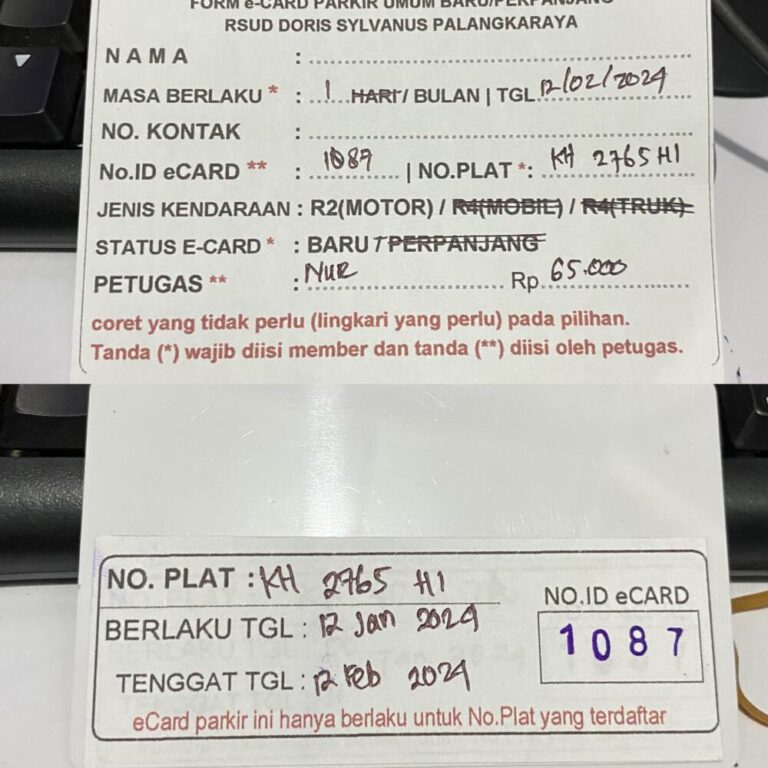 FORM e-CARD PARKIR UMUM BARU/PERPANJANG
RSUD DORIS SYLVANUS PALANGKARAYA
NAMA :
MASA BERLAKU * : 1 HARI / BULAN | TGL 12/02/2024
NO. KONTAK :
No.ID eCARD ** : 1087 | NO.PLAT *: KH 2765 HI
JENIS KENDARAAN : R2(MOTOR) / R4(MOBIL) / R4(TRUK)
STATUS E-CARD * : BARU / PERPANJANG
PETUGAS ** : NUR Rp. 65.000
coret yang tidak perlu (lingkari yang perlu) pada pilihan.
Tanda (*) wajib diisi member dan tanda (**) diisi oleh petugas.
NO. PLAT : KH 2765 HI
NO.ID eCARD
BERLAKU TGL : 12 Jan 2024
1087
TENGGAT TGL : 12 Feb 2024
eCard parkir ini hanya berlaku untuk No.Plat yang terdaftar